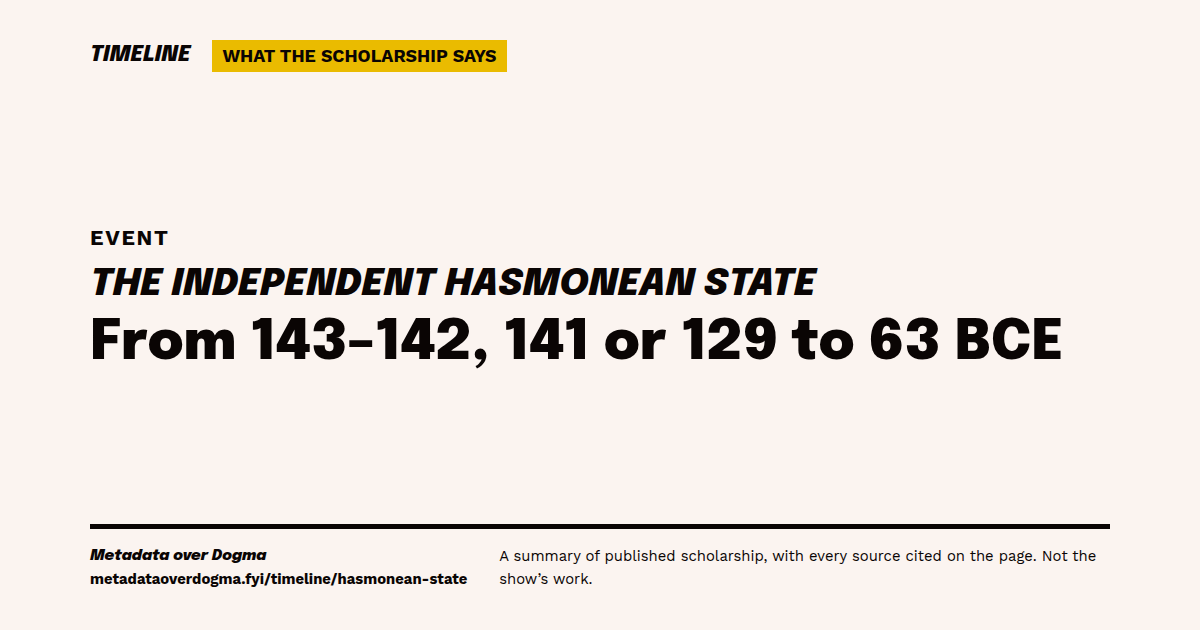 TIMELINE
WHAT THE SCHOLARSHIP SAYS
EVENT
THE INDEPENDENT HASMONEAN STATE
From 143–142, 141 or 129 to 63 BCE
Metadata over Dogma
metadataoverdogma.fyi/timeline/hasmonean-state
A summary of published scholarship, with every source cited on the page. Not the
show’s work.